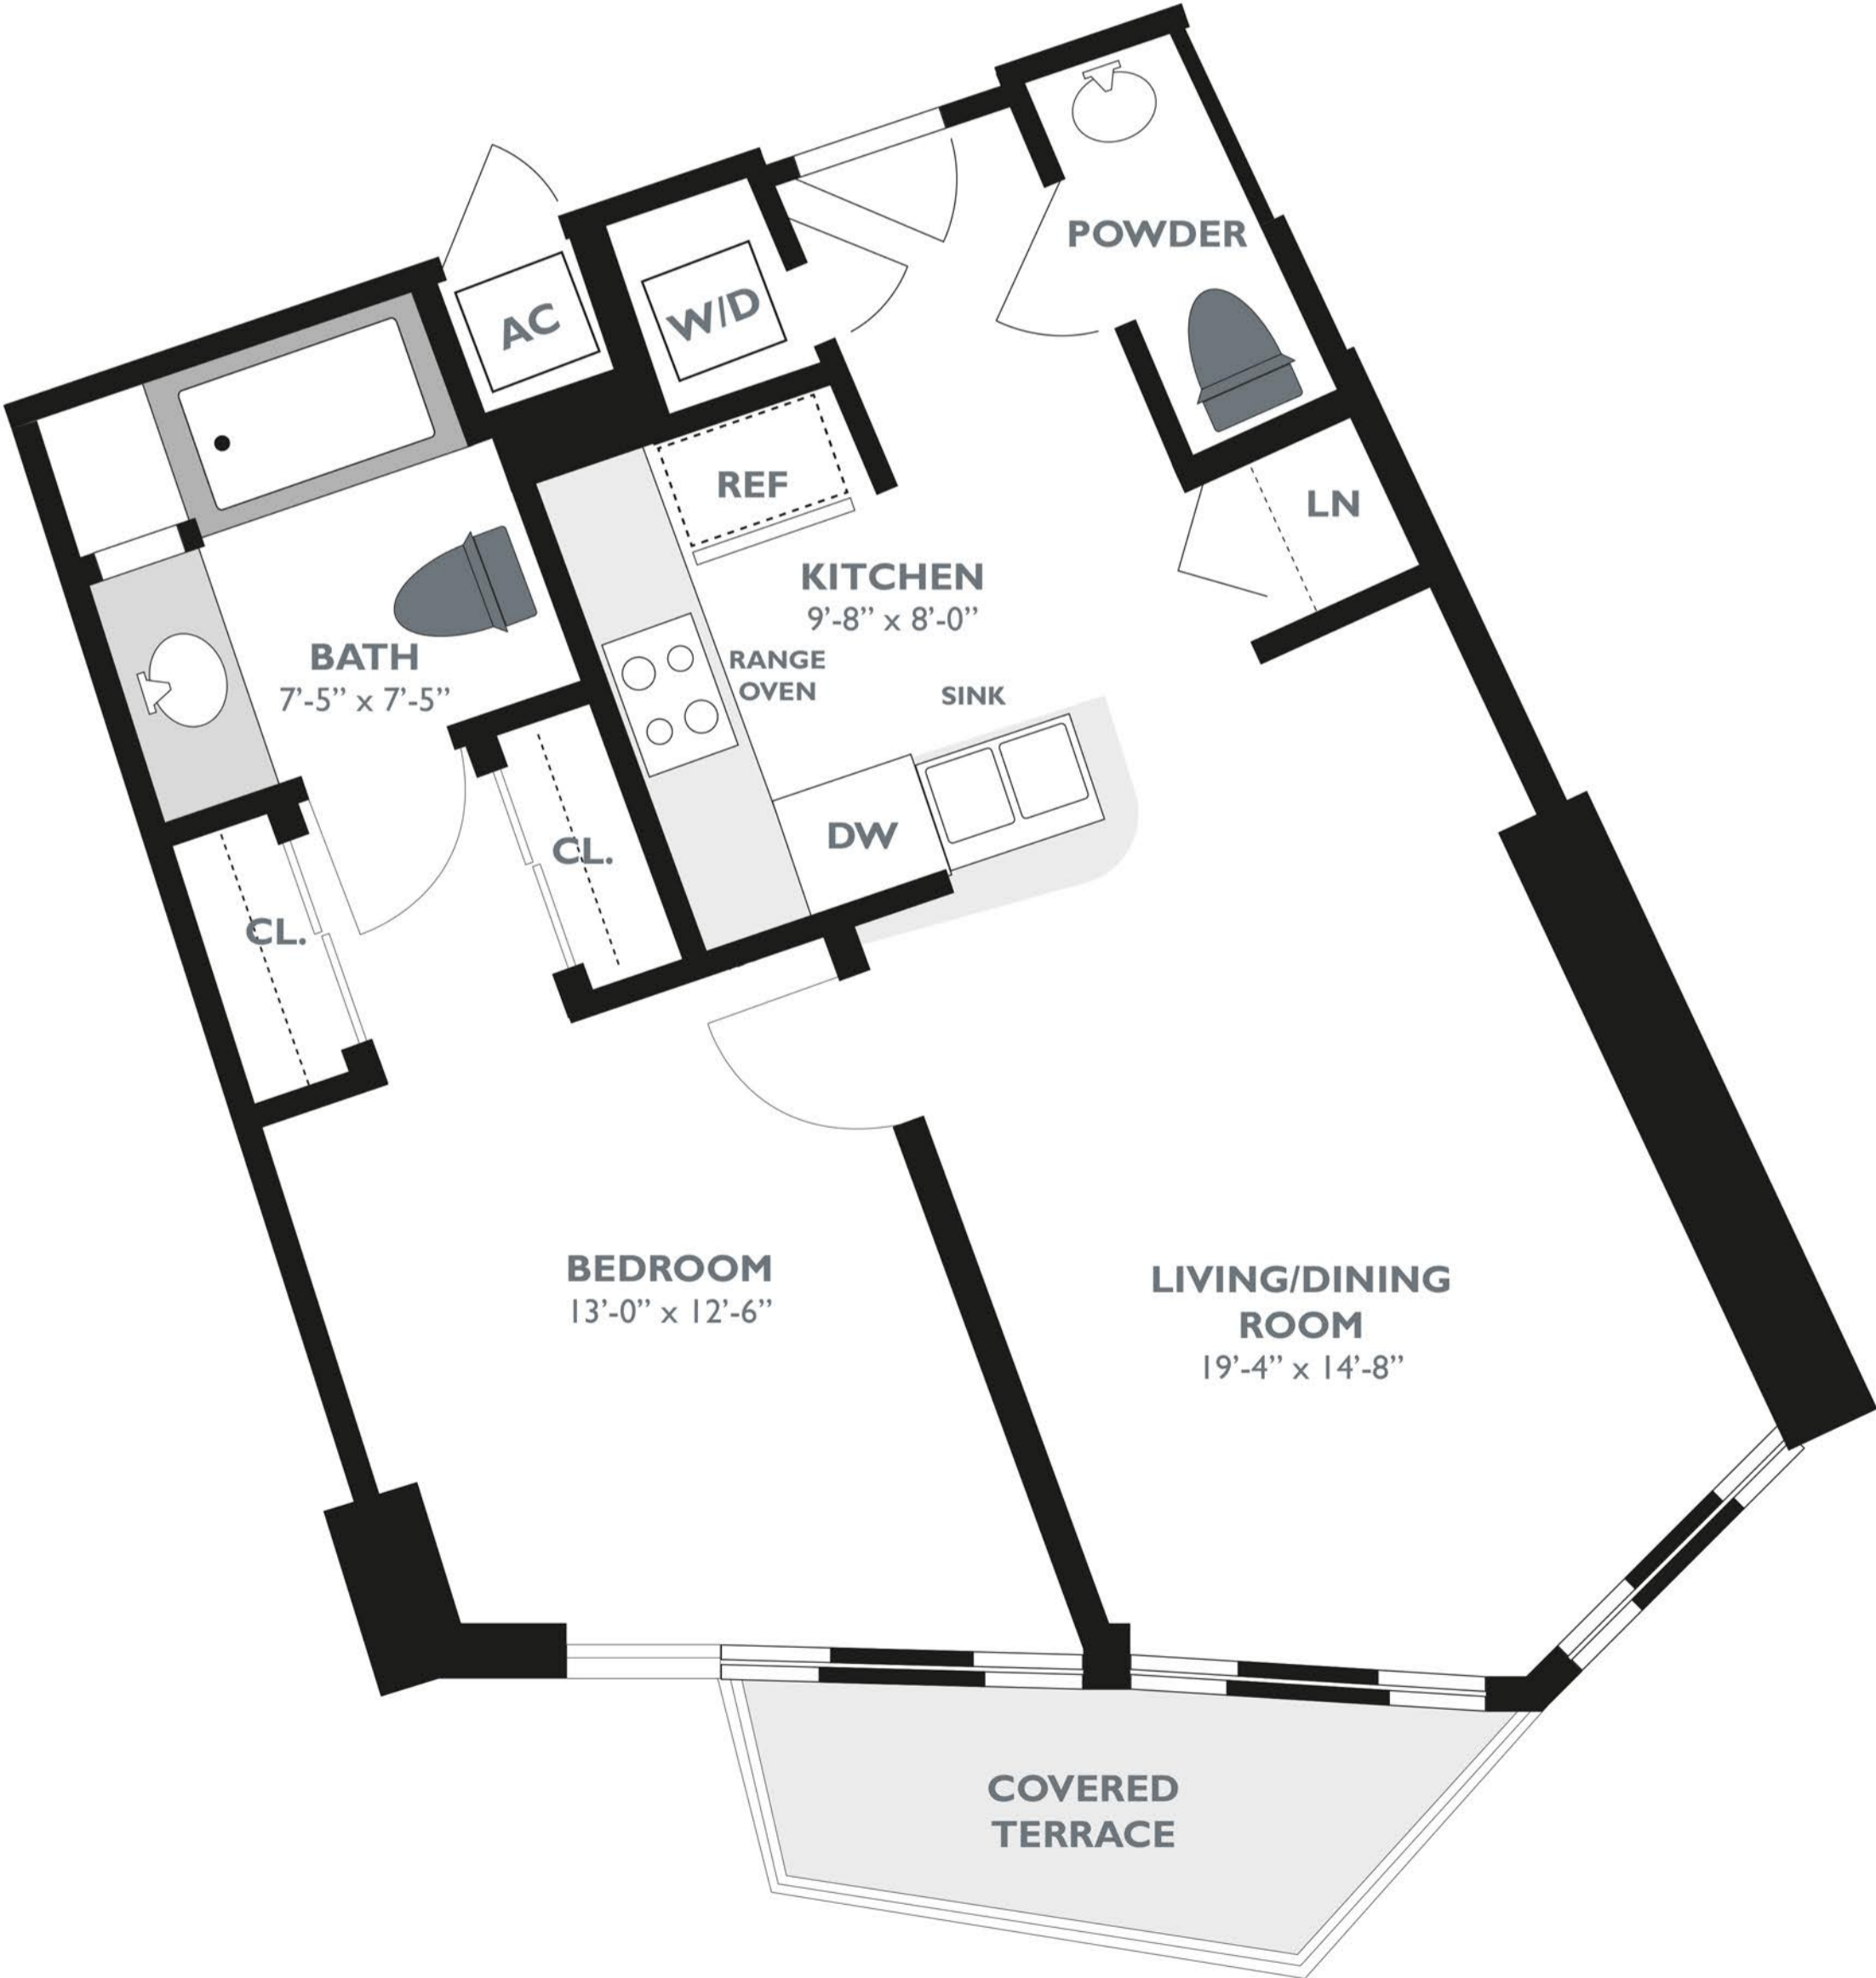 POWDER
AC
W/D
REF
LN
KITCHEN
9’-8” x 8’-0”
BATH
7’-5” x 7’-5”
RANGE
OVEN
SINK
DW
CL.
CL.
BEDROOM
13’-0” x 12’-6”
LIVING/DINING
ROOM
19’-4” x 14’-8”
COVERED
TERRACE